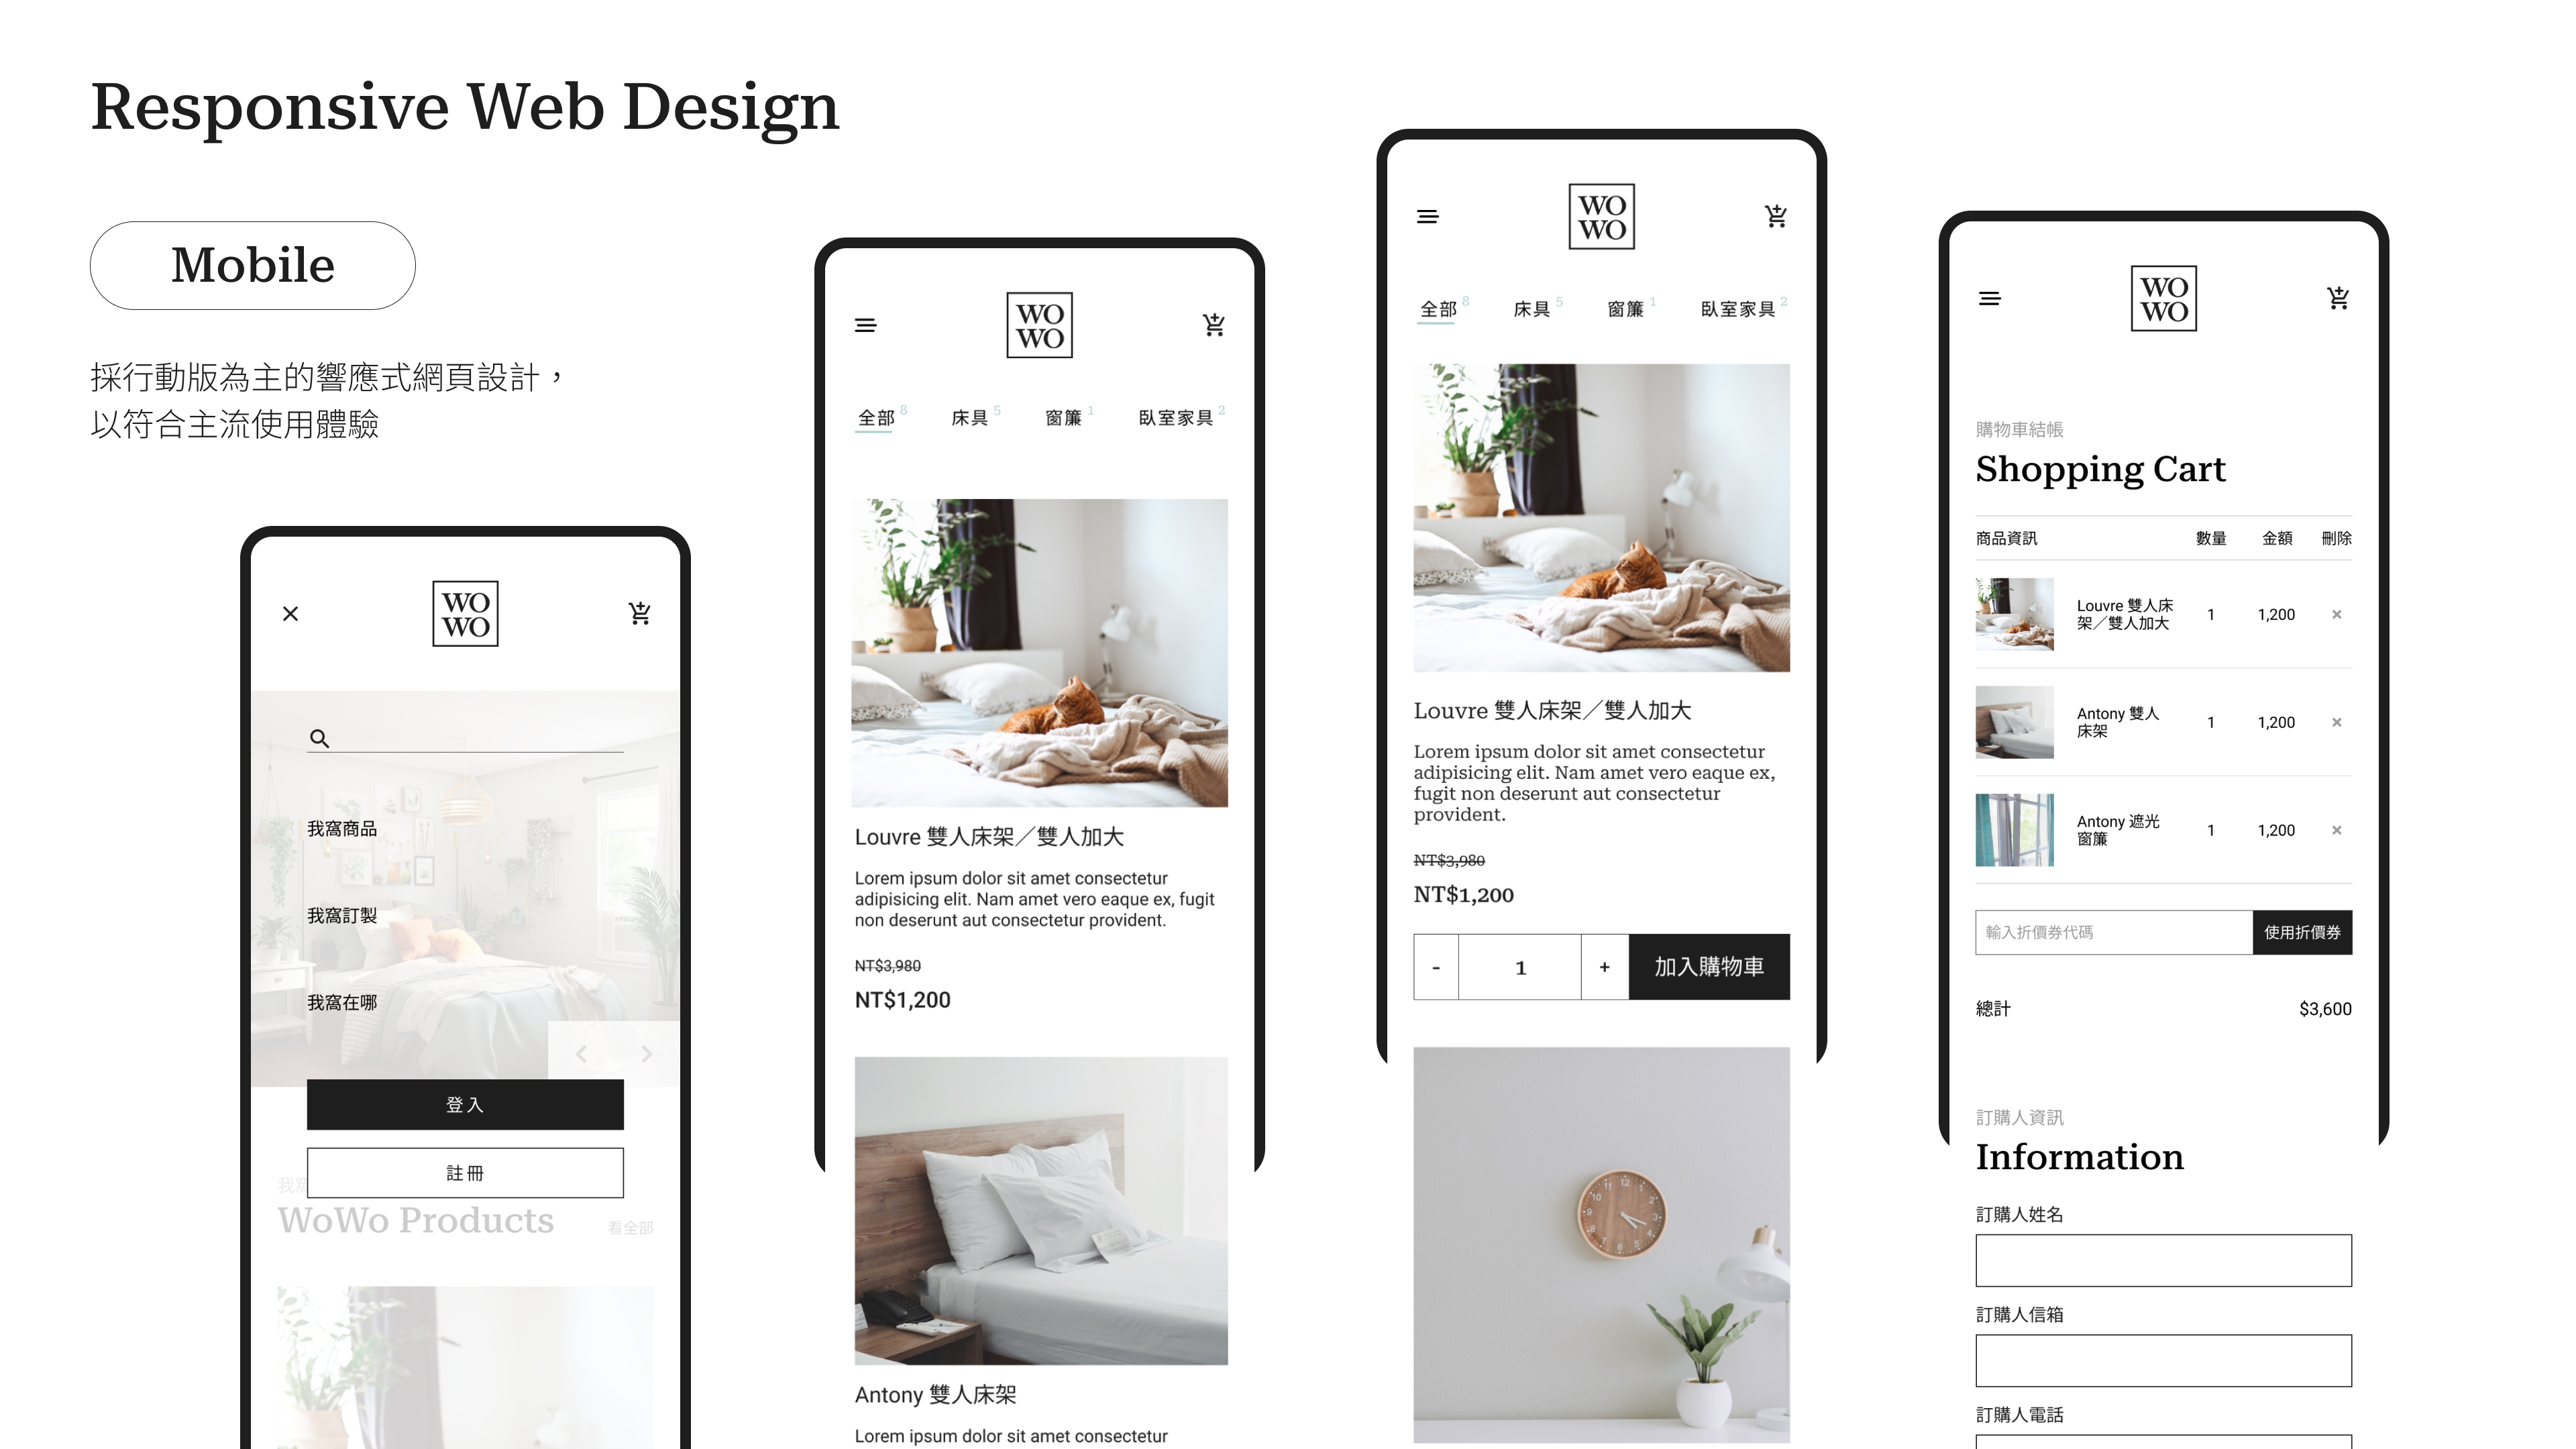 Responsive Web Design
Mobile
採行動版為主的響應式網頁設計，
以符合主流使用體驗
WO
WO
我窩商品
我窩訂製
我窩在哪
登入
註冊
我窩
WoWo Products
看全部
WO
WO
全部 8
床具 5
窗簾 1
臥室家具 2
Louvre 雙人床架／雙人加大
Lorem ipsum dolor sit amet consectetur
adipisicing elit. Nam amet vero eaque ex, fugit
non deserunt aut consectetur provident.
NT$3,980
NT$1,200
Antony 雙人床架
Lorem ipsum dolor sit amet consectetur
WO
WO
全部 8
床具 5
窗簾 1
臥室家具 2
Louvre 雙人床架／雙人加大
Lorem ipsum dolor sit amet consectetur
adipisicing elit. Nam amet vero eaque ex,
fugit non deserunt aut consectetur
provident.
NT$3,980
NT$1,200
- 1 + 加入購物車
12
1
2
3
4
5
6
7
8
9
10
11
WO
WO
購物車結帳
Shopping Cart
商品資訊 數量 金額 刪除
Louvre 雙人床
架／雙人加大
1 1,200 ×
Antony 雙人
床架
1 1,200 ×
Antony 遮光
窗簾
1 1,200 ×
輸入折價券代碼 使用折價券
總計 $3,600
訂購人資訊
Information
訂購人姓名
訂購人信箱
訂購人電話